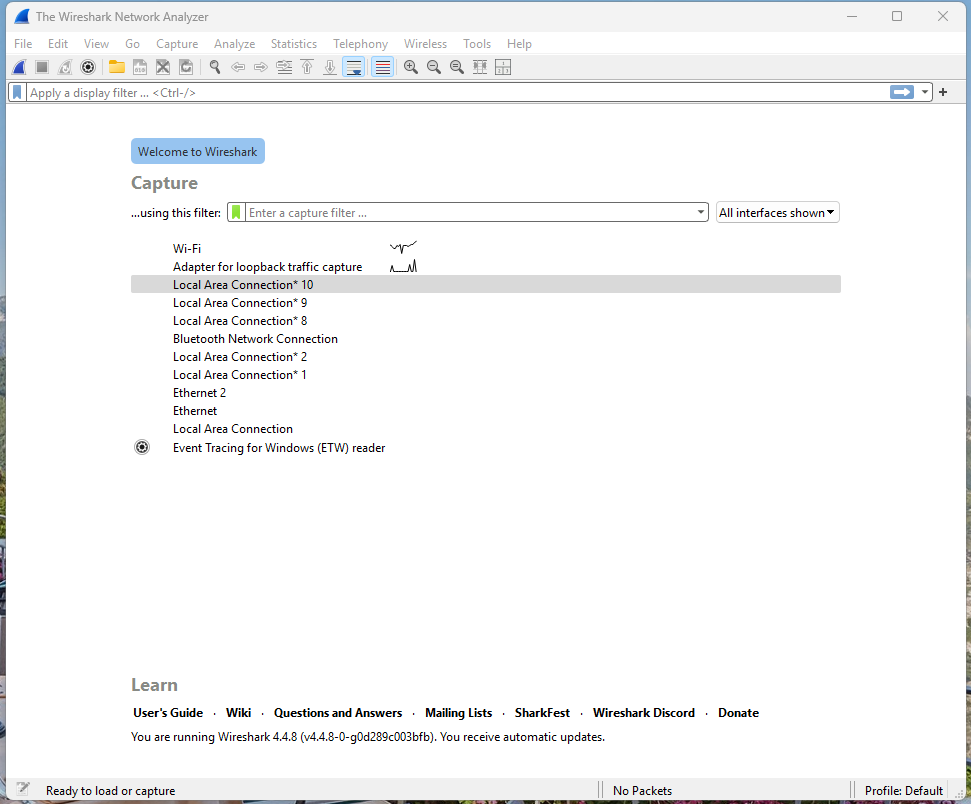 The Wireshark Network Analyzer
File Edit View Go Capture Analyze Statistics Telephony Wireless Tools Help
Apply a display filter ... <Ctrl-/>
Welcome to Wireshark
Capture
...using this filter: Enter a capture filter ... All interfaces shown
Wi-Fi
Adapter for loopback traffic capture
Local Area Connection* 10
Local Area Connection* 9
Local Area Connection* 8
Bluetooth Network Connection
Local Area Connection* 2
Local Area Connection* 1
Ethernet 2
Ethernet
Local Area Connection
Event Tracing for Windows (ETW) reader
Learn
User's Guide · Wiki · Questions and Answers · Mailing Lists · SharkFest · Wireshark Discord · Donate
You are running Wireshark 4.4.8 (v4.4.8-0-g0d289c003bfb). You receive automatic updates.
Ready to load or capture No Packets Profile: Default